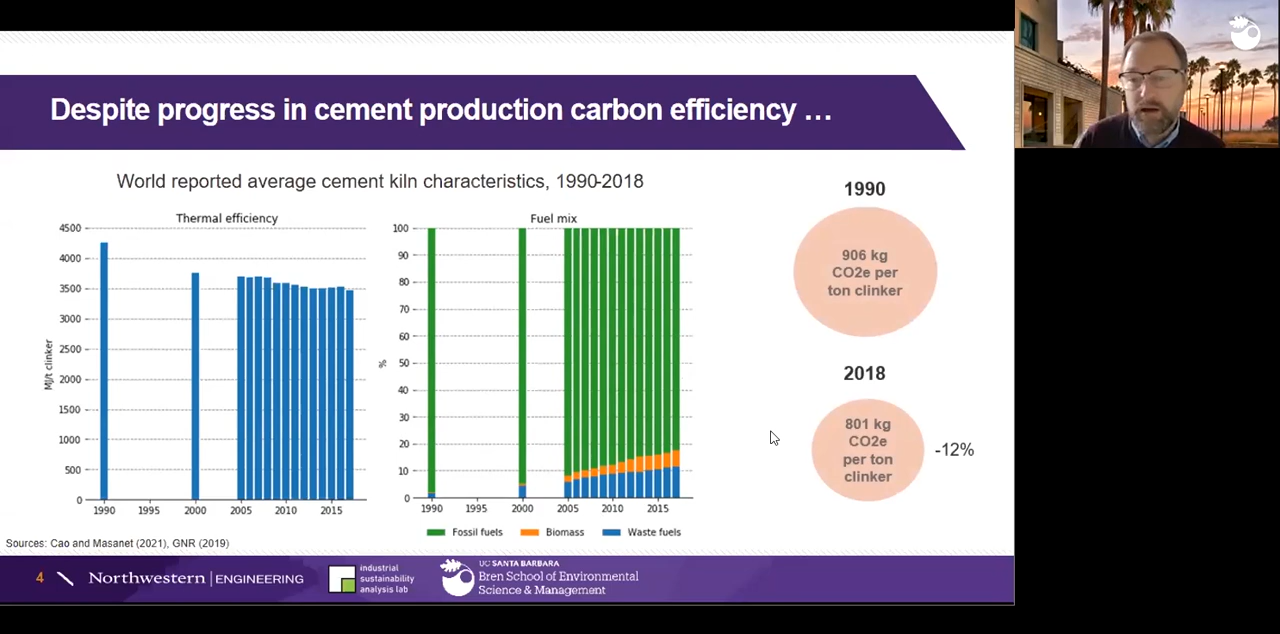 Despite progress in cement production carbon efficiency …
World reported average cement kiln characteristics, 1990-2018
Thermal efficiency
MJ/t clinker
4500
4000
3500
3000
2500
2000
1500
1000
500
0
1990
1995
2000
2005
2010
2015
Fuel mix
%
100
90
80
70
60
50
40
30
20
10
0
1990
1995
2000
2005
2010
2015
Fossil fuels
Biomass
Waste fuels
1990
906 kg
CO2e per
ton clinker
2018
801 kg
CO2e
per ton
clinker
-12%
Sources: Cao and Masanet (2021), GNR (2019)
4
Northwestern | ENGINEERING
industrial
sustainability
analysis lab
UC SANTA BARBARA
Bren School of Environmental
Science & Management